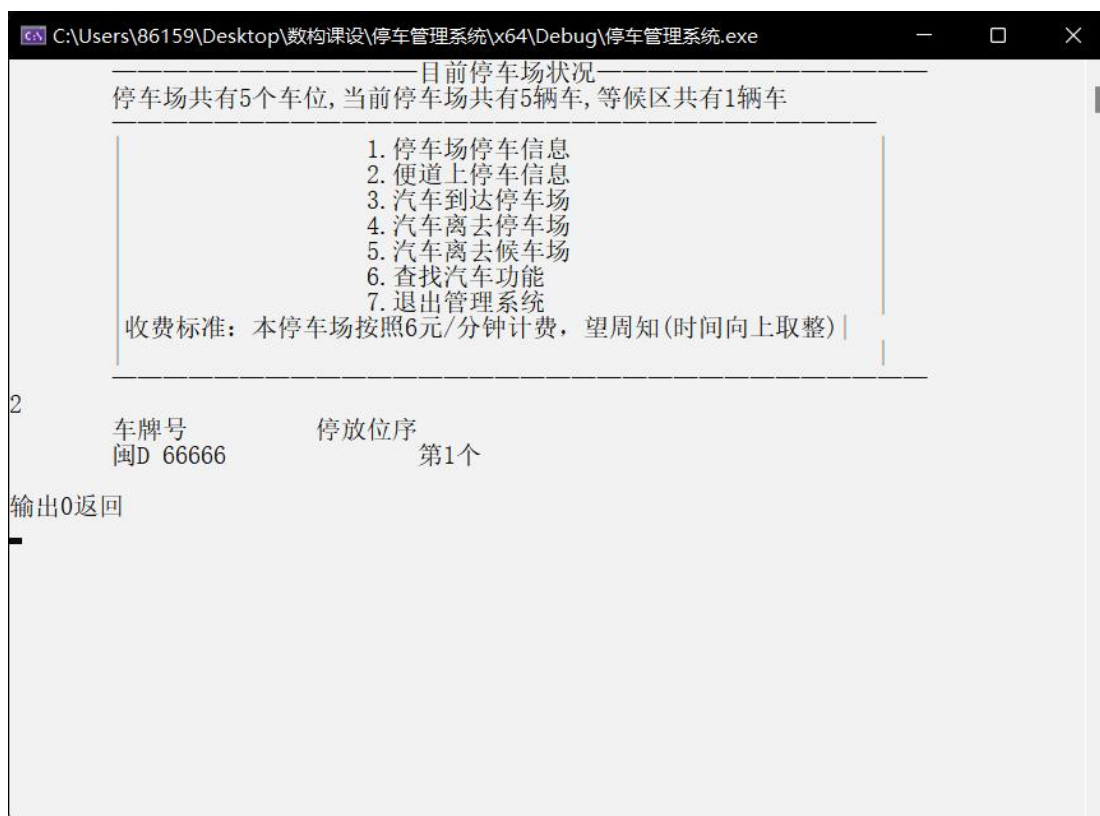 C:\Users\86159\Desktop\数构课设\停车管理系统\x64\Debug\停车管理系统.exe
————————————目前停车场状况—————————————
停车场共有5个车位,当前停车场共有5辆车,等候区共有1辆车
——————————————————————————————
1.停车场停车信息
2.便道上停车信息
3.汽车到达停车场
4.汽车离去停车场
5.汽车离去候车场
6.查找汽车功能
7.退出管理系统
|收费标准：本停车场按照6元/分钟计费，望周知(时间向上取整)|
————————————————————————————————
2
车牌号 停放位序
闽D 66666 第1个
输出0返回